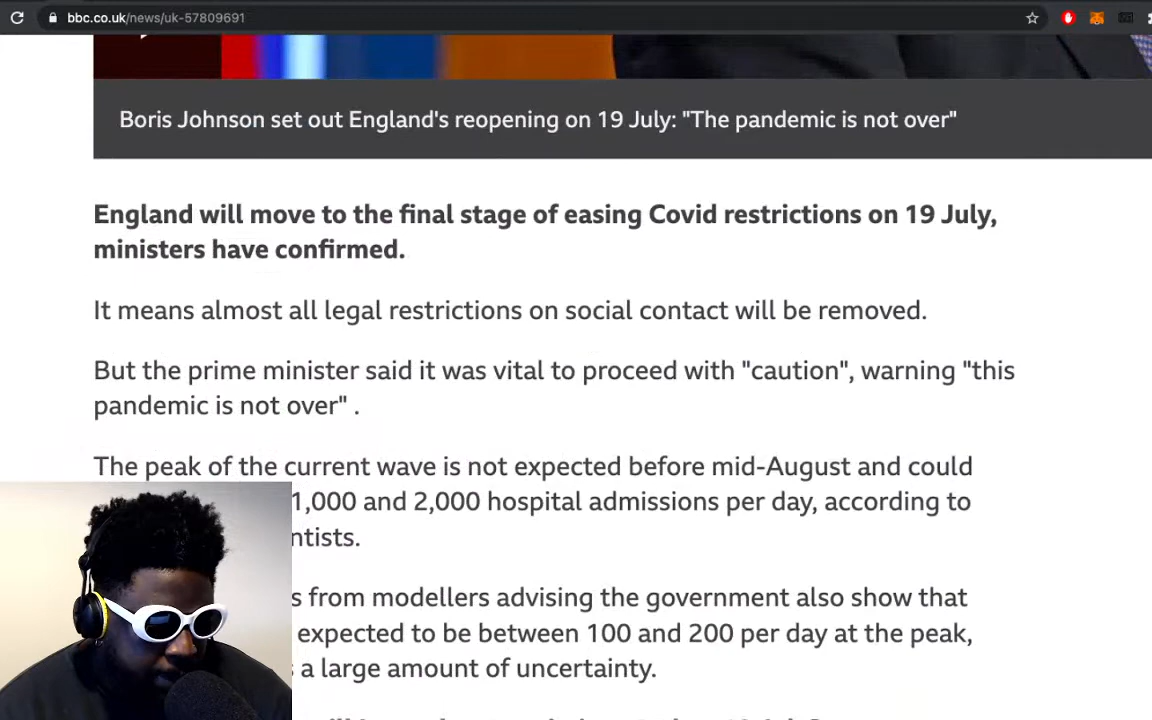 bbc.co.uk/news/uk-57809691
Boris Johnson set out England's reopening on 19 July: "The pandemic is not over"
England will move to the final stage of easing Covid restrictions on 19 July,
ministers have confirmed.
It means almost all legal restrictions on social contact will be removed.
But the prime minister said it was vital to proceed with "caution", warning "this
pandemic is not over" .
The peak of the current wave is not expected before mid-August and could
1,000 and 2,000 hospital admissions per day, according to
ntists.
s from modellers advising the government also show that
expected to be between 100 and 200 per day at the peak,
a large amount of uncertainty.